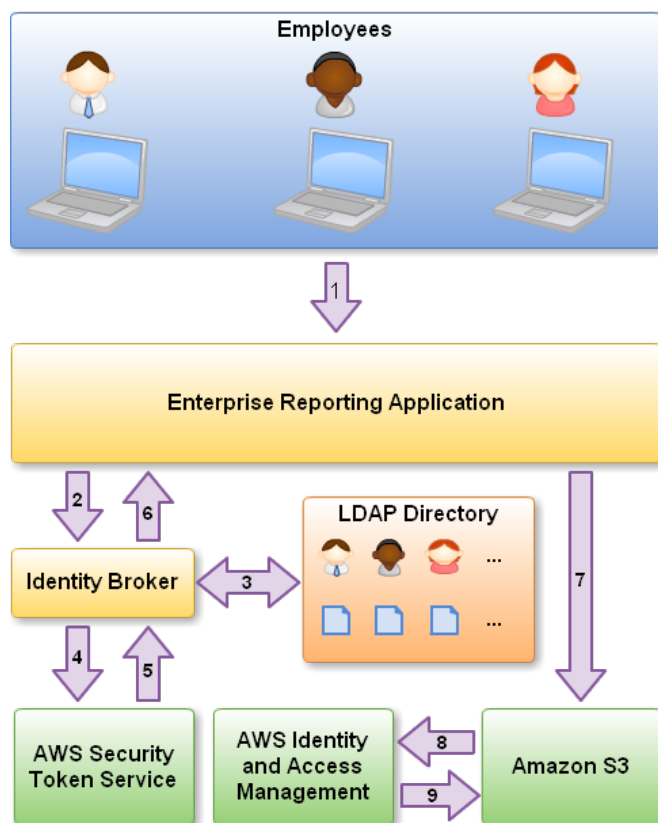 Employees
1
Enterprise Reporting Application
2
6
LDAP Directory
...
Identity Broker
3
7
...
4
5
AWS Security
Token Service
AWS Identity
and Access
Management
8
9
Amazon S3